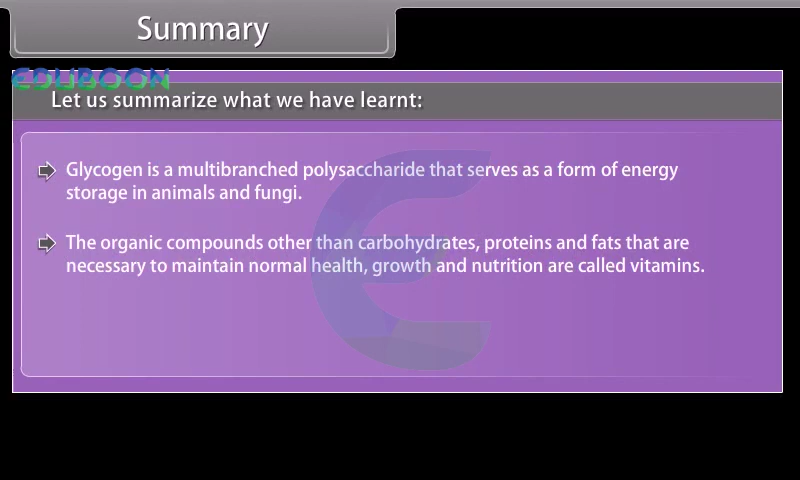 Summary
EDUBOON
Let us summarize what we have learnt:
Glycogen is a multibranched polysaccharide that serves as a form of energy
storage in animals and fungi.
The organic compounds other than carbohydrates, proteins and fats that are
necessary to maintain normal health, growth and nutrition are called vitamins.